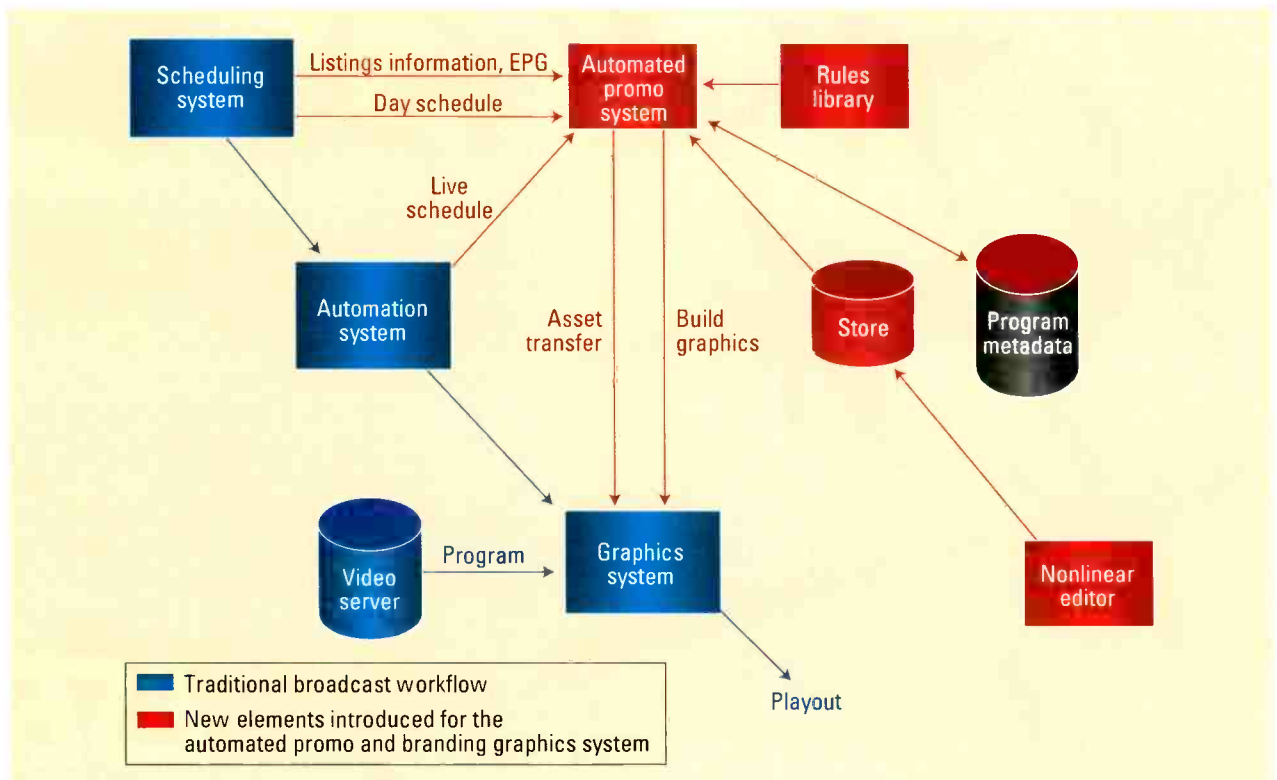 Scheduling
system
Listings information, EPG
Day schedule
Automated
promo
system
Rules
library
Live
schedule
Automation
system
Asset
transfer
Build
graphics
Store
Program
metadata
Video
server
Program
Graphics
system
Nonlinear
editor
Playout
Traditional broadcast workflow
New elements introduced for the
automated promo and branding graphics system